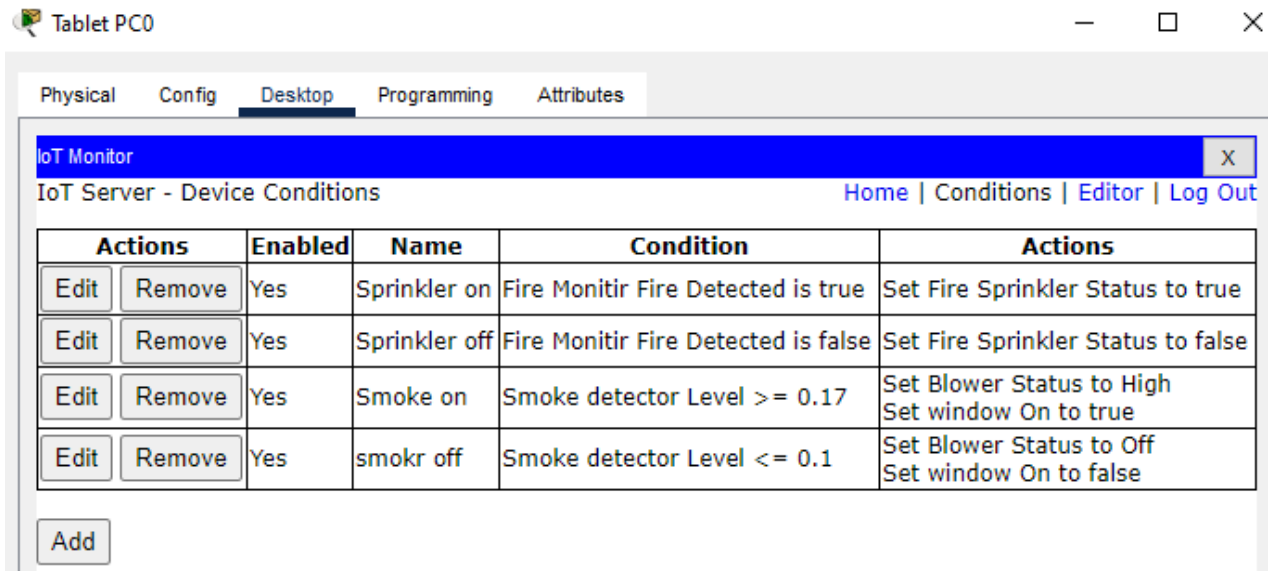 Tablet PC0
Physical Config Desktop Programming Attributes
IoT Monitor X
IoT Server - Device Conditions Home | Conditions | Editor | Log Out
Actions Enabled Name Condition Actions
Edit Remove Yes Sprinkler on Fire Monitir Fire Detected is true Set Fire Sprinkler Status to true
Edit Remove Yes Sprinkler off Fire Monitir Fire Detected is false Set Fire Sprinkler Status to false
Edit Remove Yes Smoke on Smoke detector Level >= 0.17 Set Blower Status to High
Set window On to true
Edit Remove Yes smokr off Smoke detector Level <= 0.1 Set Blower Status to Off
Set window On to false
Add